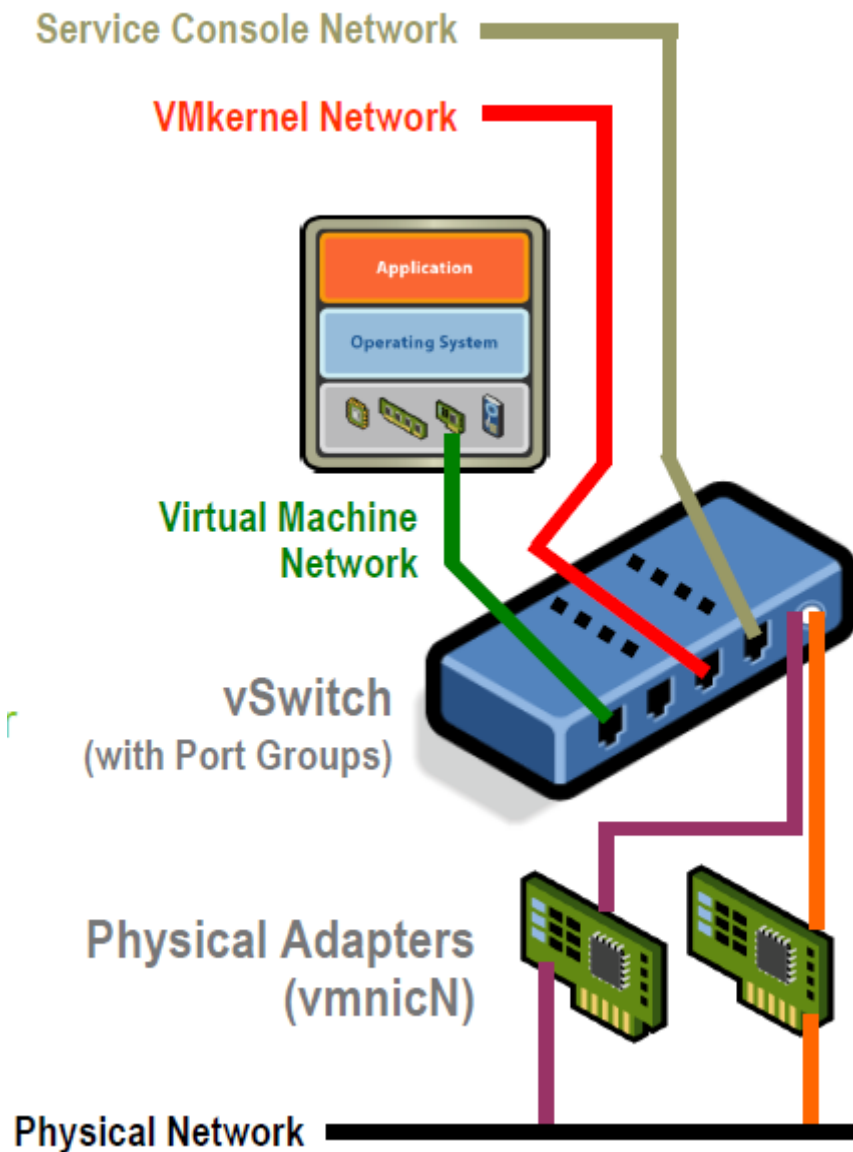 Service Console Network
VMkernel Network
Application
Operating System
Virtual Machine
Network
vSwitch
(with Port Groups)
Physical Adapters
(vmnicN)
Physical Network